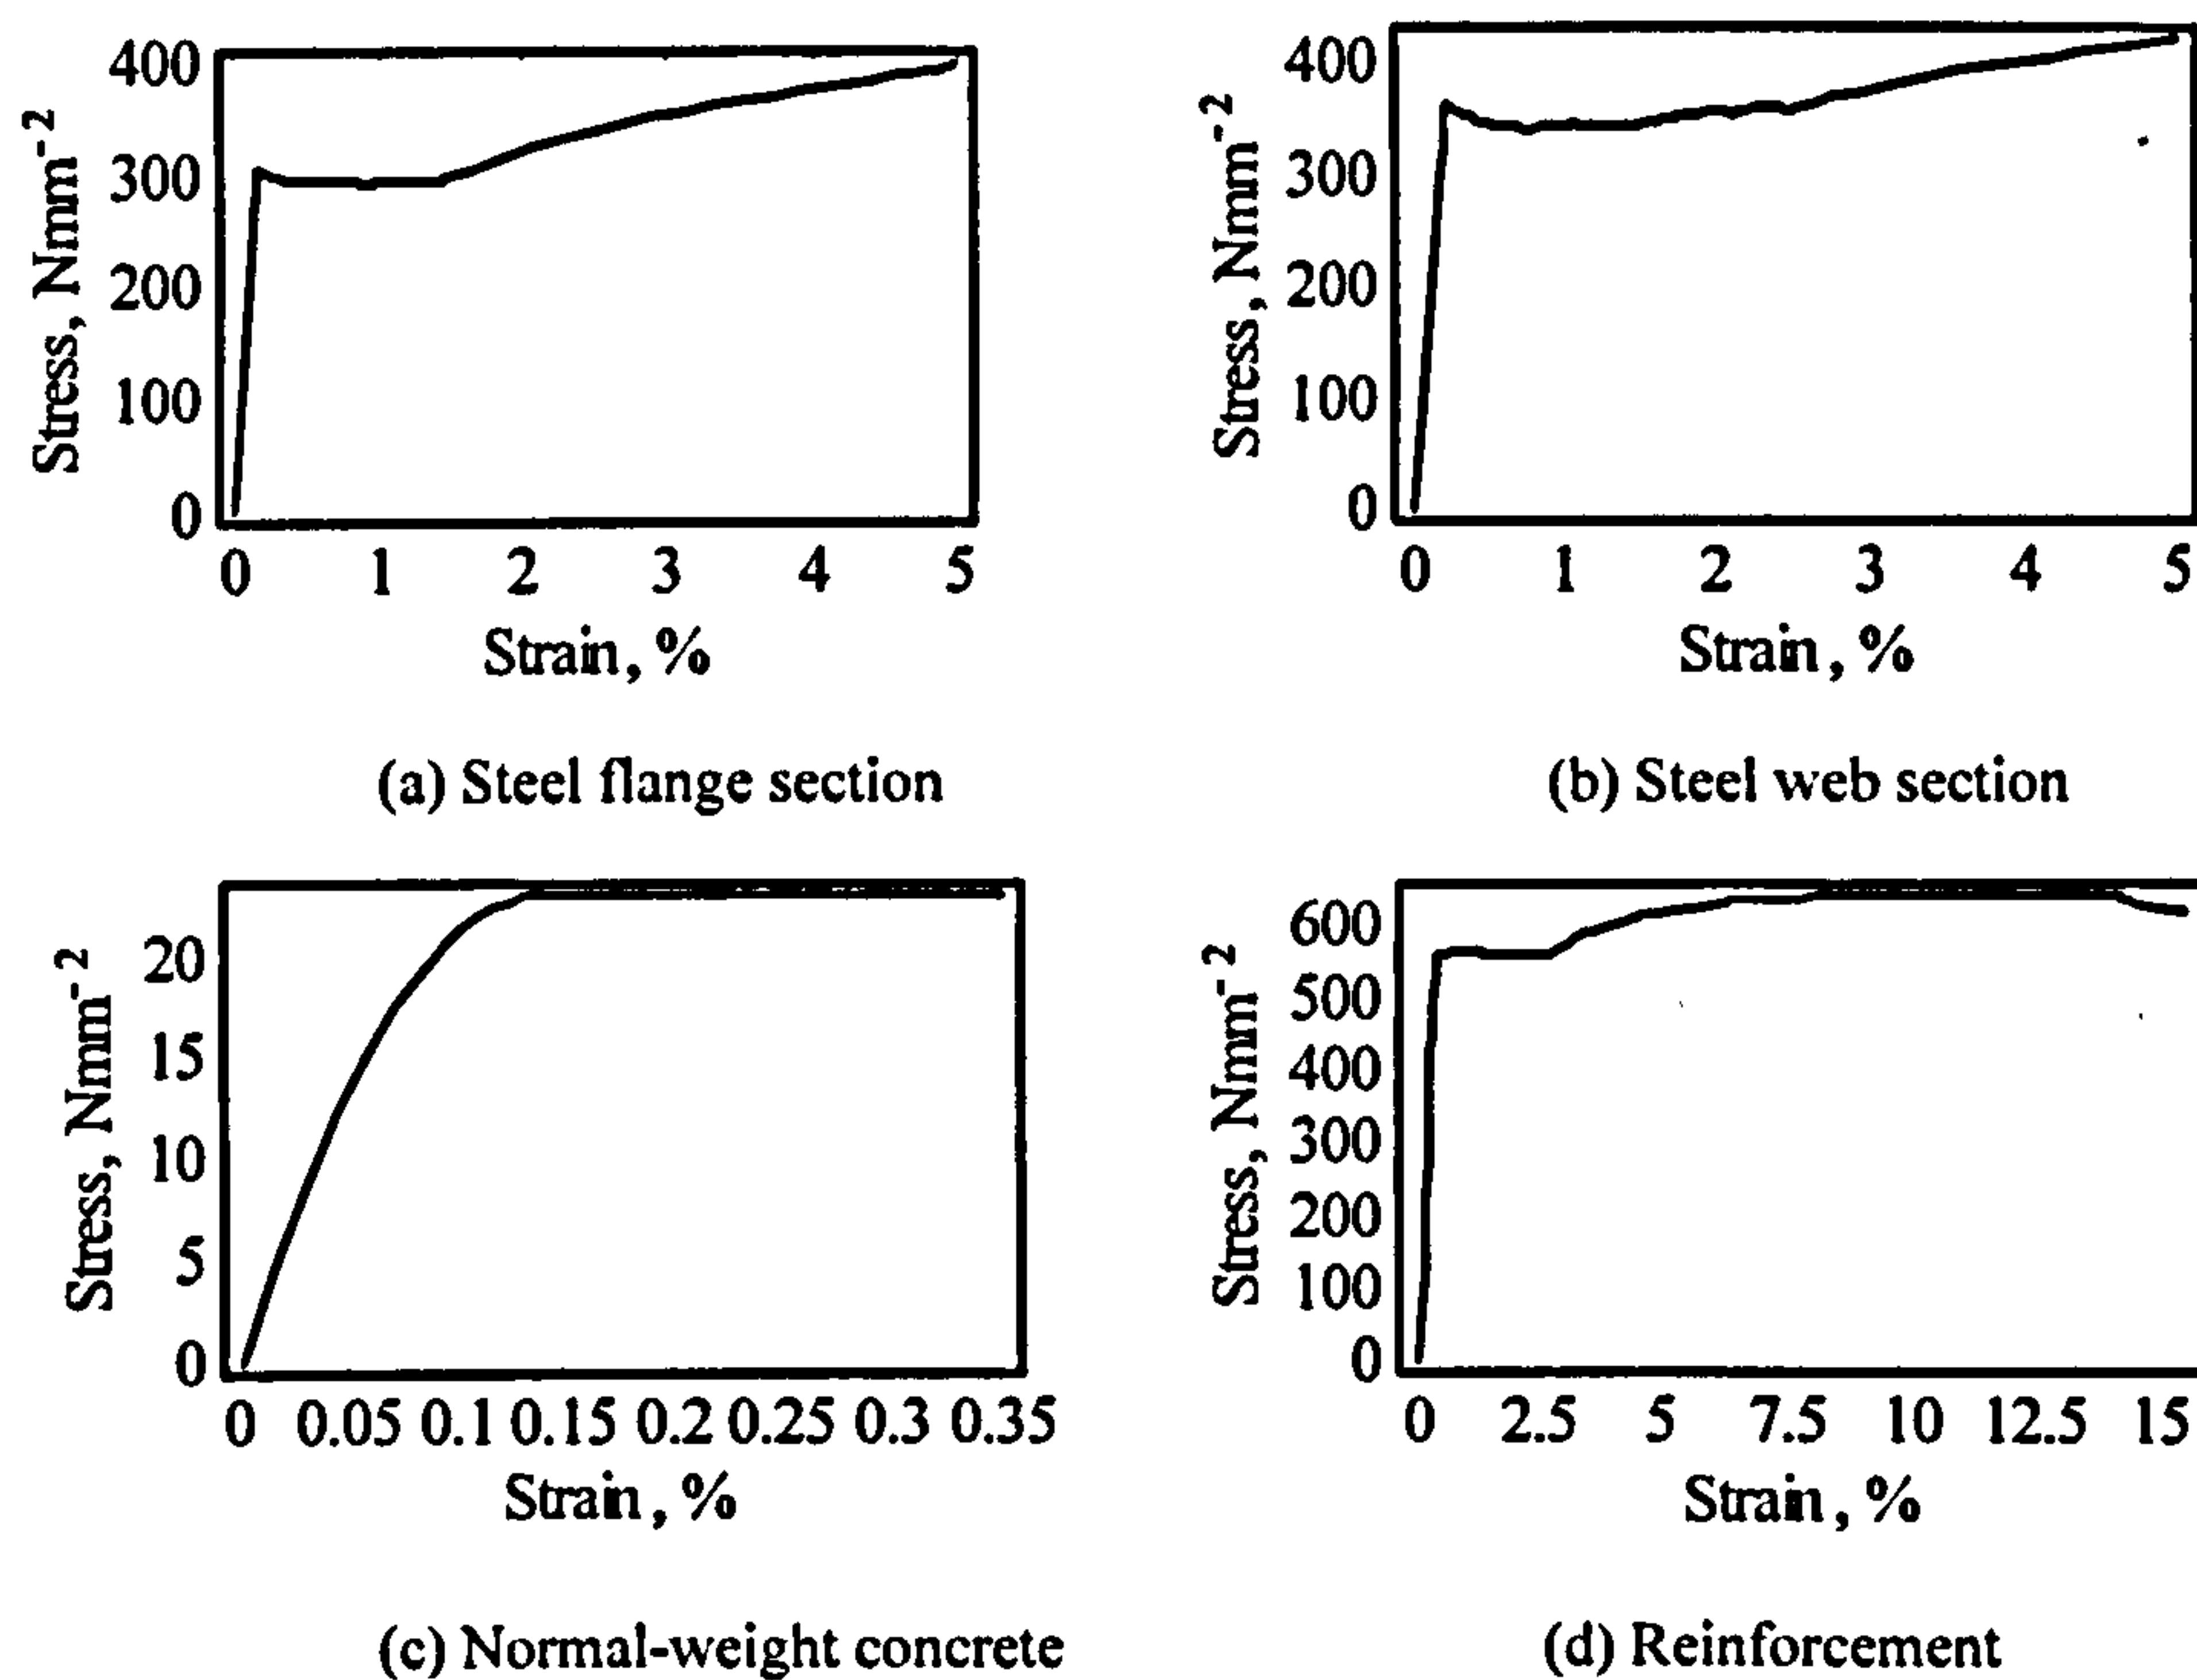 400
300
200
100
0
Stress, Nmm⁻²
0 1 2 3 4 5
Strain, %
(a) Steel flange section
400
300
200
100
0
Stress, Nmm⁻²
0 1 2 3 4 5
Strain, %
(b) Steel web section
20
15
10
5
0
Stress, Nmm⁻²
0 0.05 0.1 0.15 0.2 0.25 0.3 0.35
Strain, %
(c) Normal-weight concrete
600
500
400
300
200
100
0
Stress, Nmm⁻²
0 2.5 5 7.5 10 12.5 15
Strain, %
(d) Reinforcement